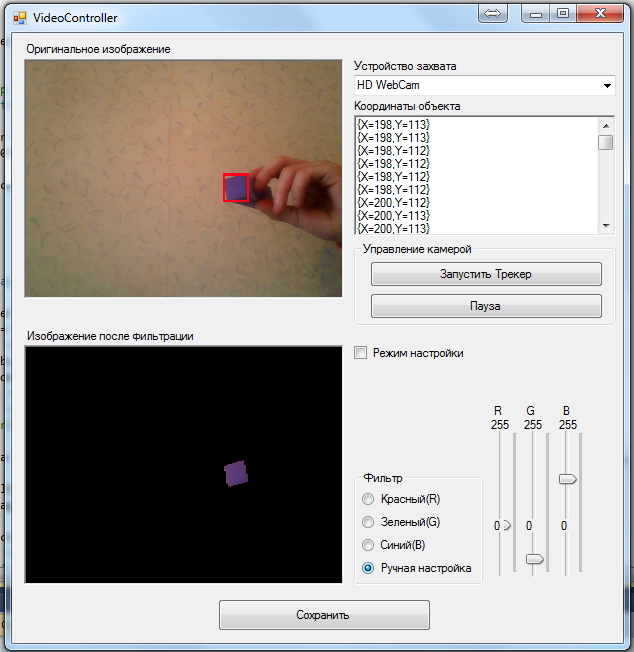 VideoController
Оригинальное изображение
Устройство захвата
HD WebCam
Координаты объекта
{X=198,Y=113}
{X=198,Y=113}
{X=198,Y=112}
{X=198,Y=112}
{X=198,Y=112}
{X=198,Y=112}
{X=200,Y=112}
{X=200,Y=113}
{X=200,Y=113}
Управление камерой
Запустить Трекер
Пауза
Изображение после фильтрации
Режим настройки
R G B
255 255 255
0 0 0
Фильтр
Красный(R)
Зеленый(G)
Синий(B)
Ручная настройка
Сохранить